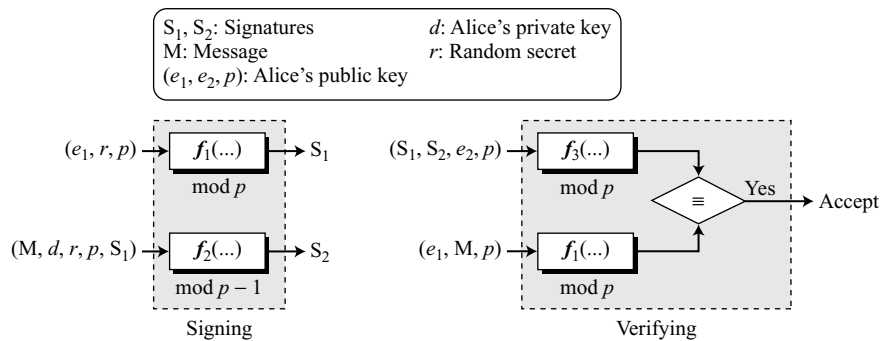 S₁, S₂: Signatures
d: Alice's private key
M: Message
r: Random secret
(e₁, e₂, p): Alice's public key
(e₁, r, p)
f₁(...)
S₁
mod p
(M, d, r, p, S₁)
f₂(...)
S₂
mod p – 1
Signing
(S₁, S₂, e₂, p)
f₃(...)
mod p
≡
Yes
Accept
(e₁, M, p)
f₁(...)
mod p
Verifying